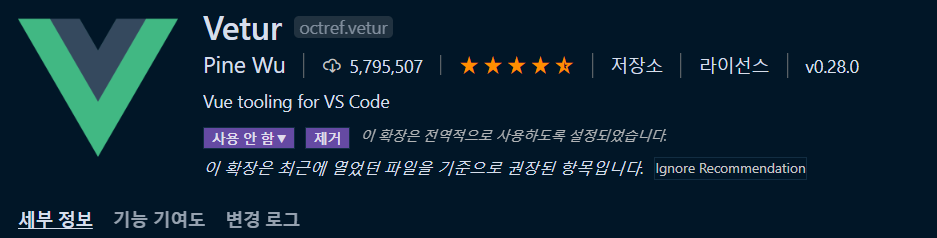 Vetur octref.vetur
Pine Wu | 5,795,507 | ★★★★★ | 저장소 | 라이선스 | v0.28.0
Vue tooling for VS Code
사용 안 함▼ 제거 이 확장은 전역적으로 사용하도록 설정되었습니다.
이 확장은 최근에 열었던 파일을 기준으로 권장된 항목입니다. Ignore Recommendation
세부 정보 기능 기여도 변경 로그